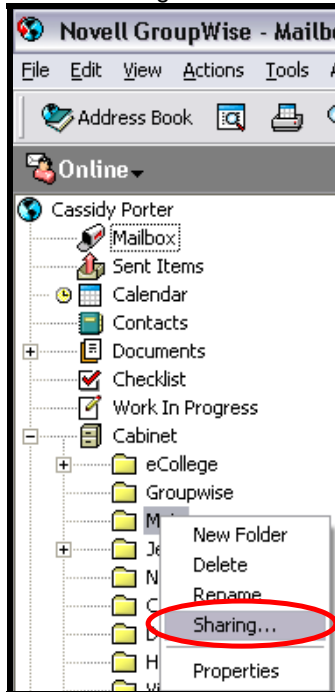 Novell GroupWise - Mailb
File Edit View Actions Tools A
Address Book
Online
Cassidy Porter
Mailbox
Sent Items
Calendar
Contacts
Documents
Checklist
Work In Progress
Cabinet
eCollege
Groupwise
New Folder
Delete
Rename
Sharing...
Properties